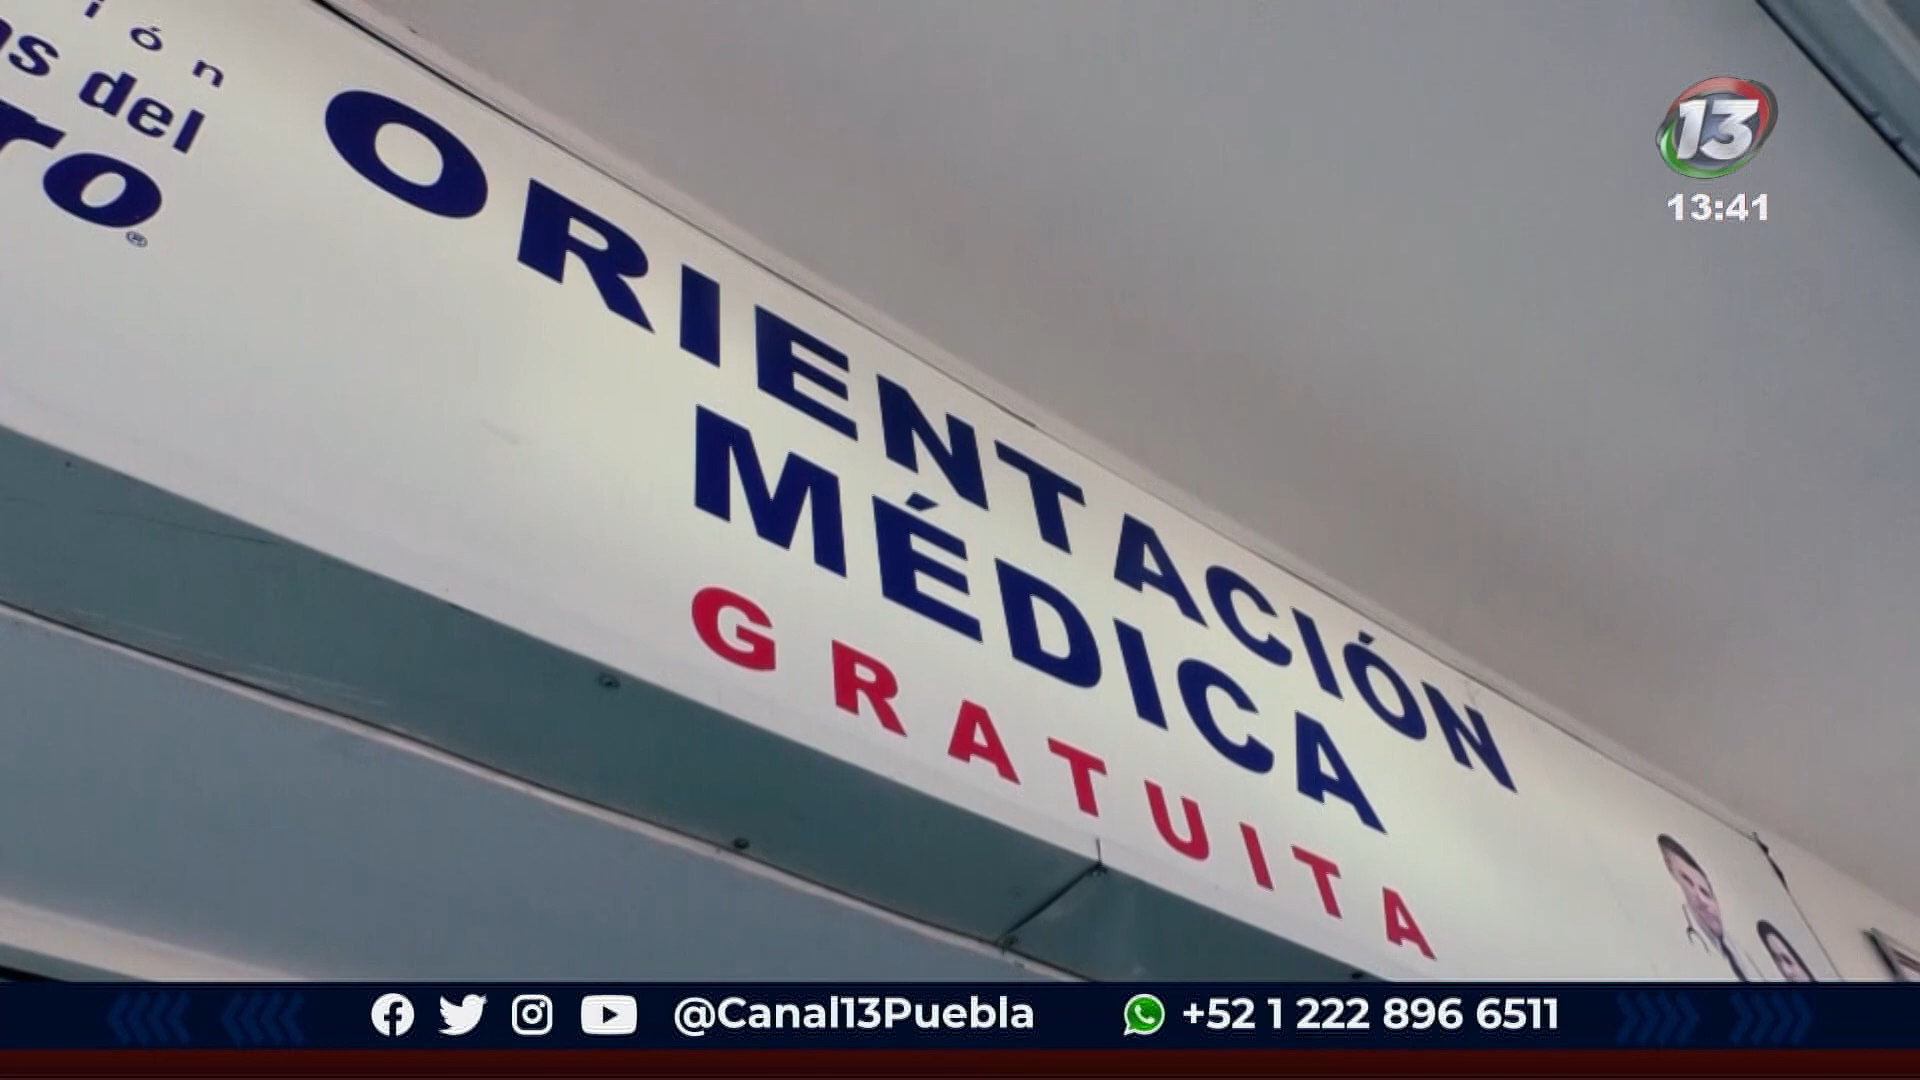 del
ORIENTACIÓN
MÉDICA
GRATUITA
13
13:41
@Canal13Puebla
+52 1 222 896 6511